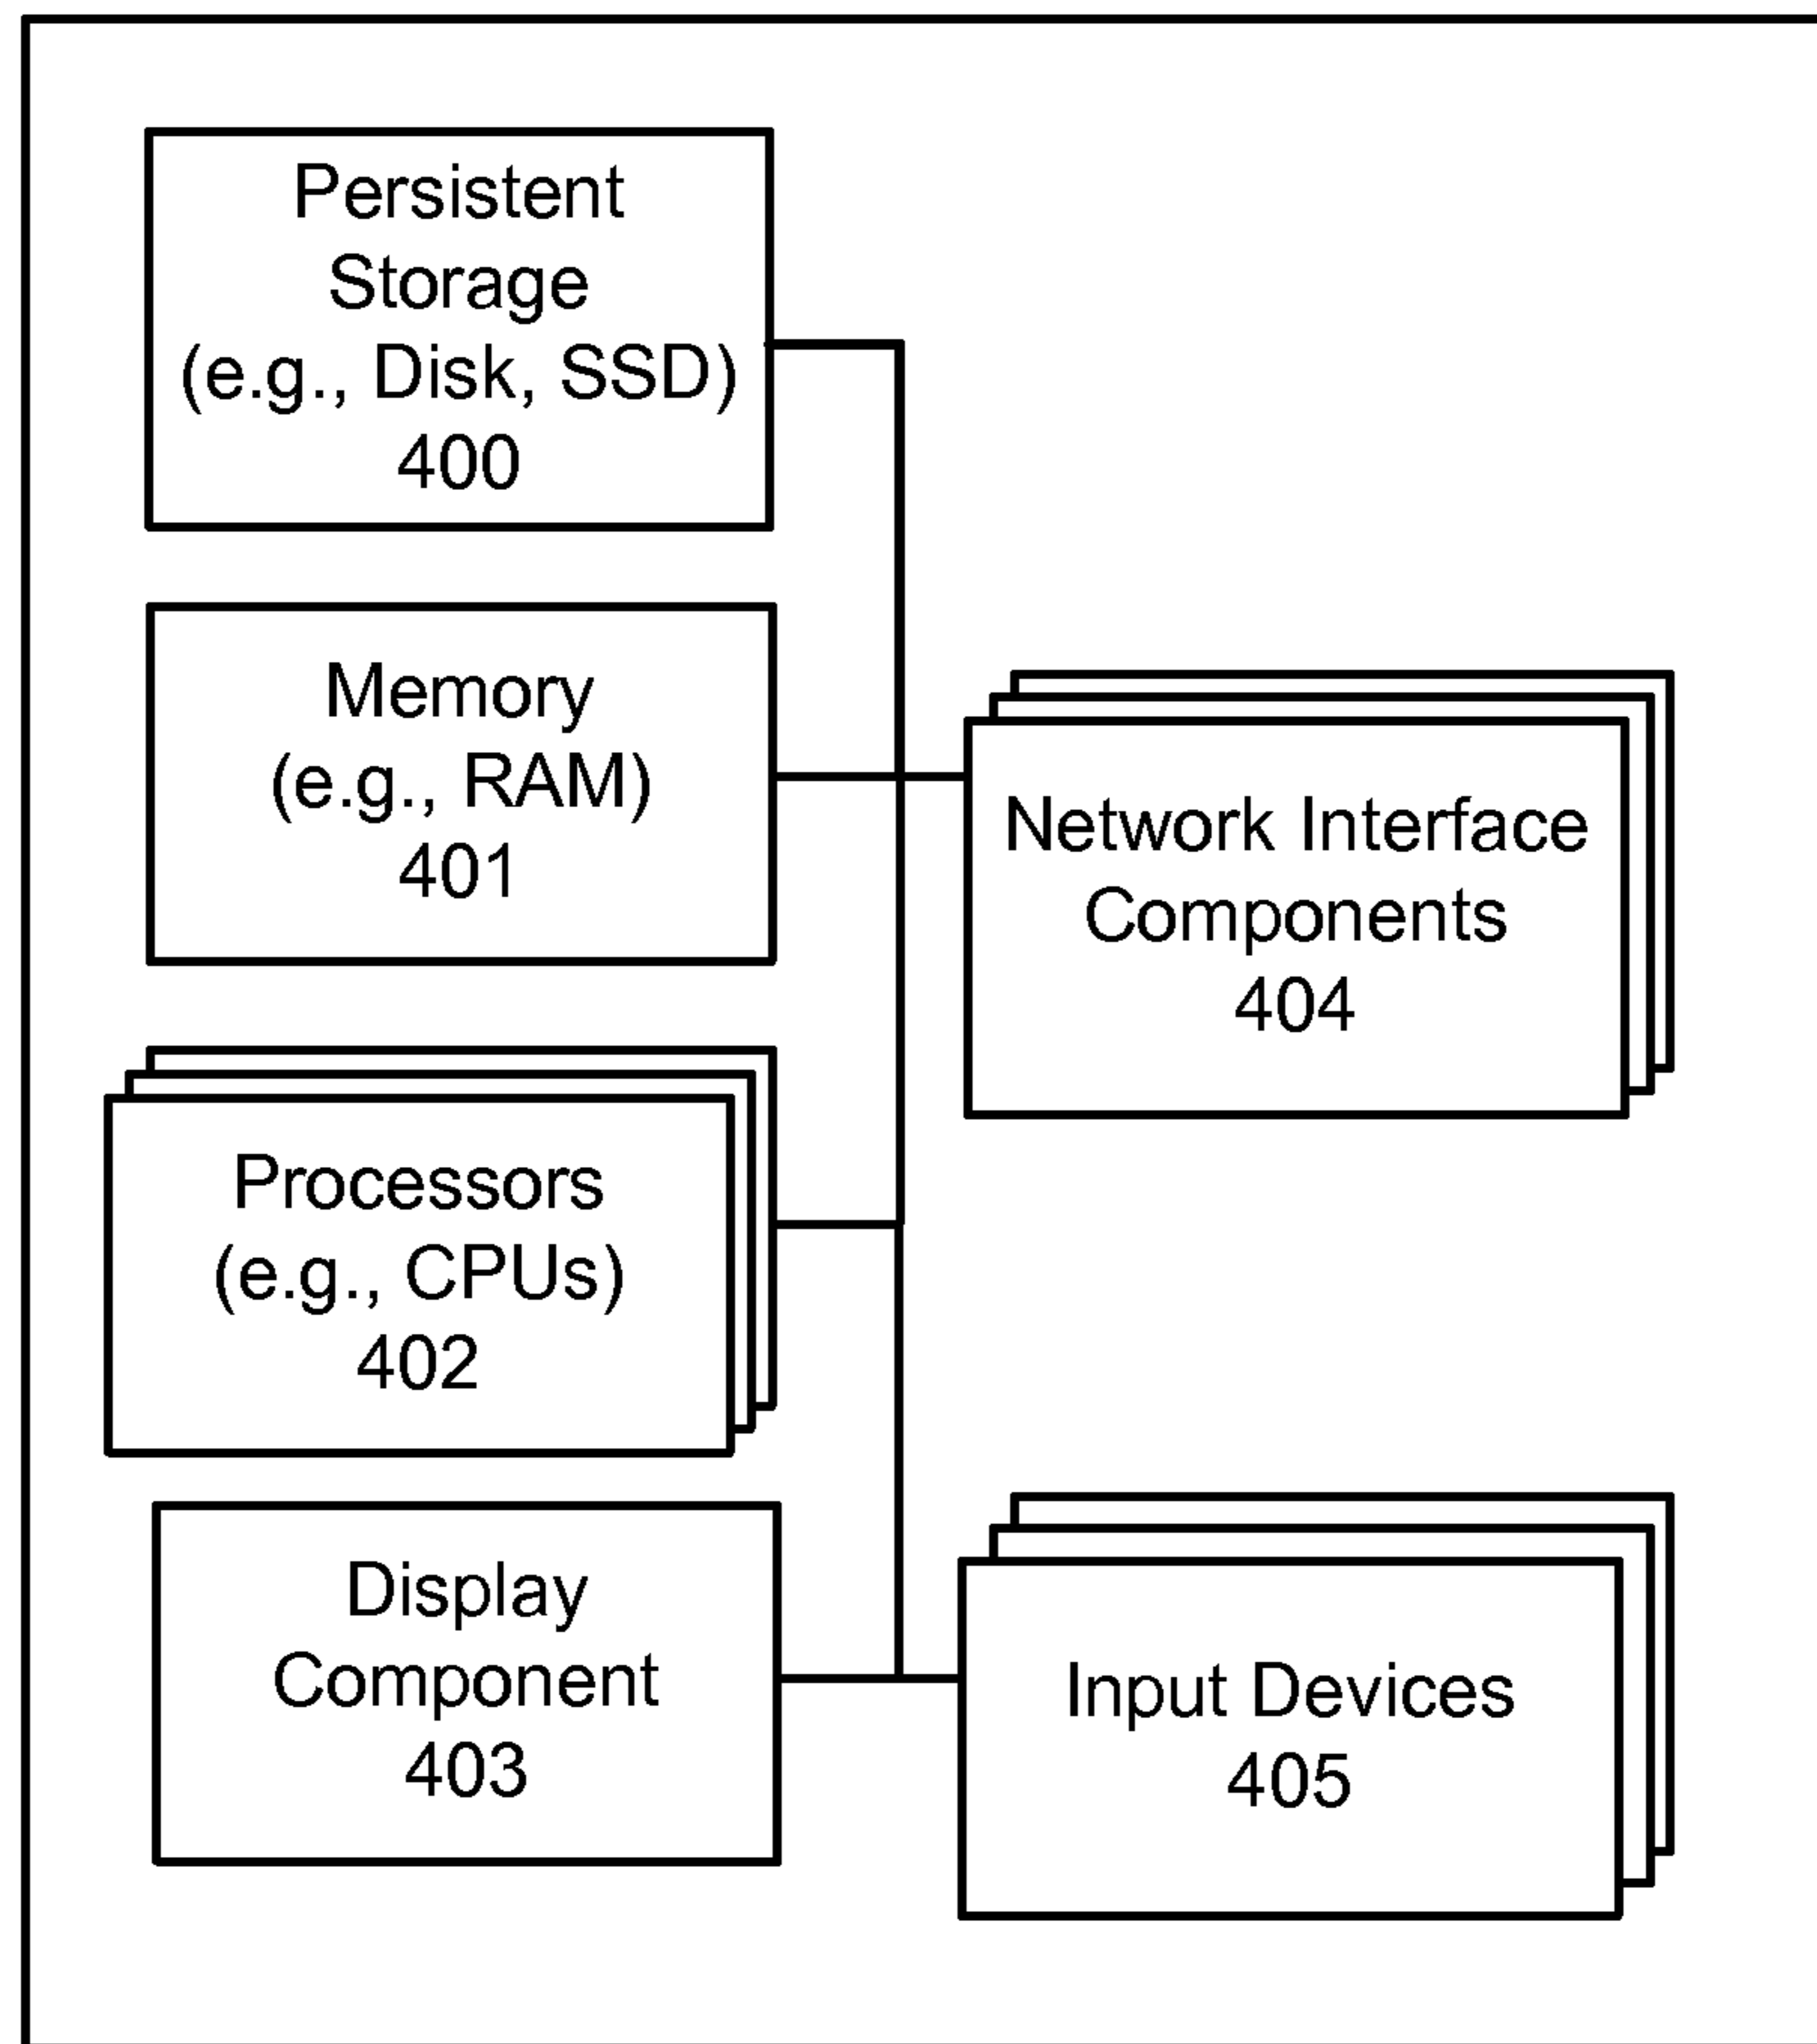 Persistent
Storage
(e.g., Disk, SSD)
400
Memory
(e.g., RAM)
401
Processors
(e.g., CPUs)
402
Display
Component
403
Network Interface
Components
404
Input Devices
405